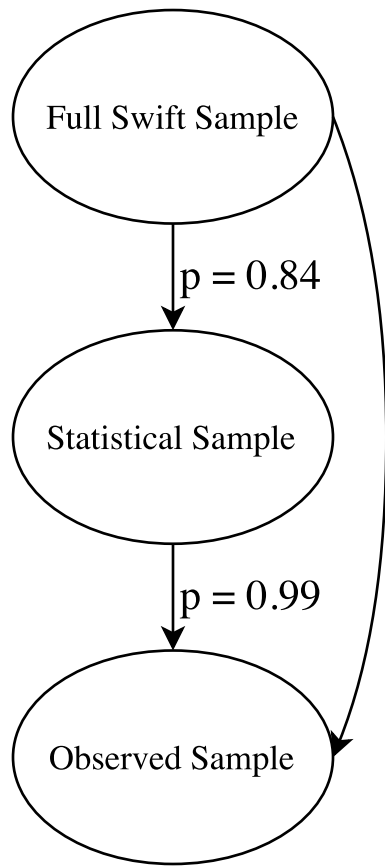 Full Swift Sample
p = 0.84
Statistical Sample
p = 0.99
Observed Sample